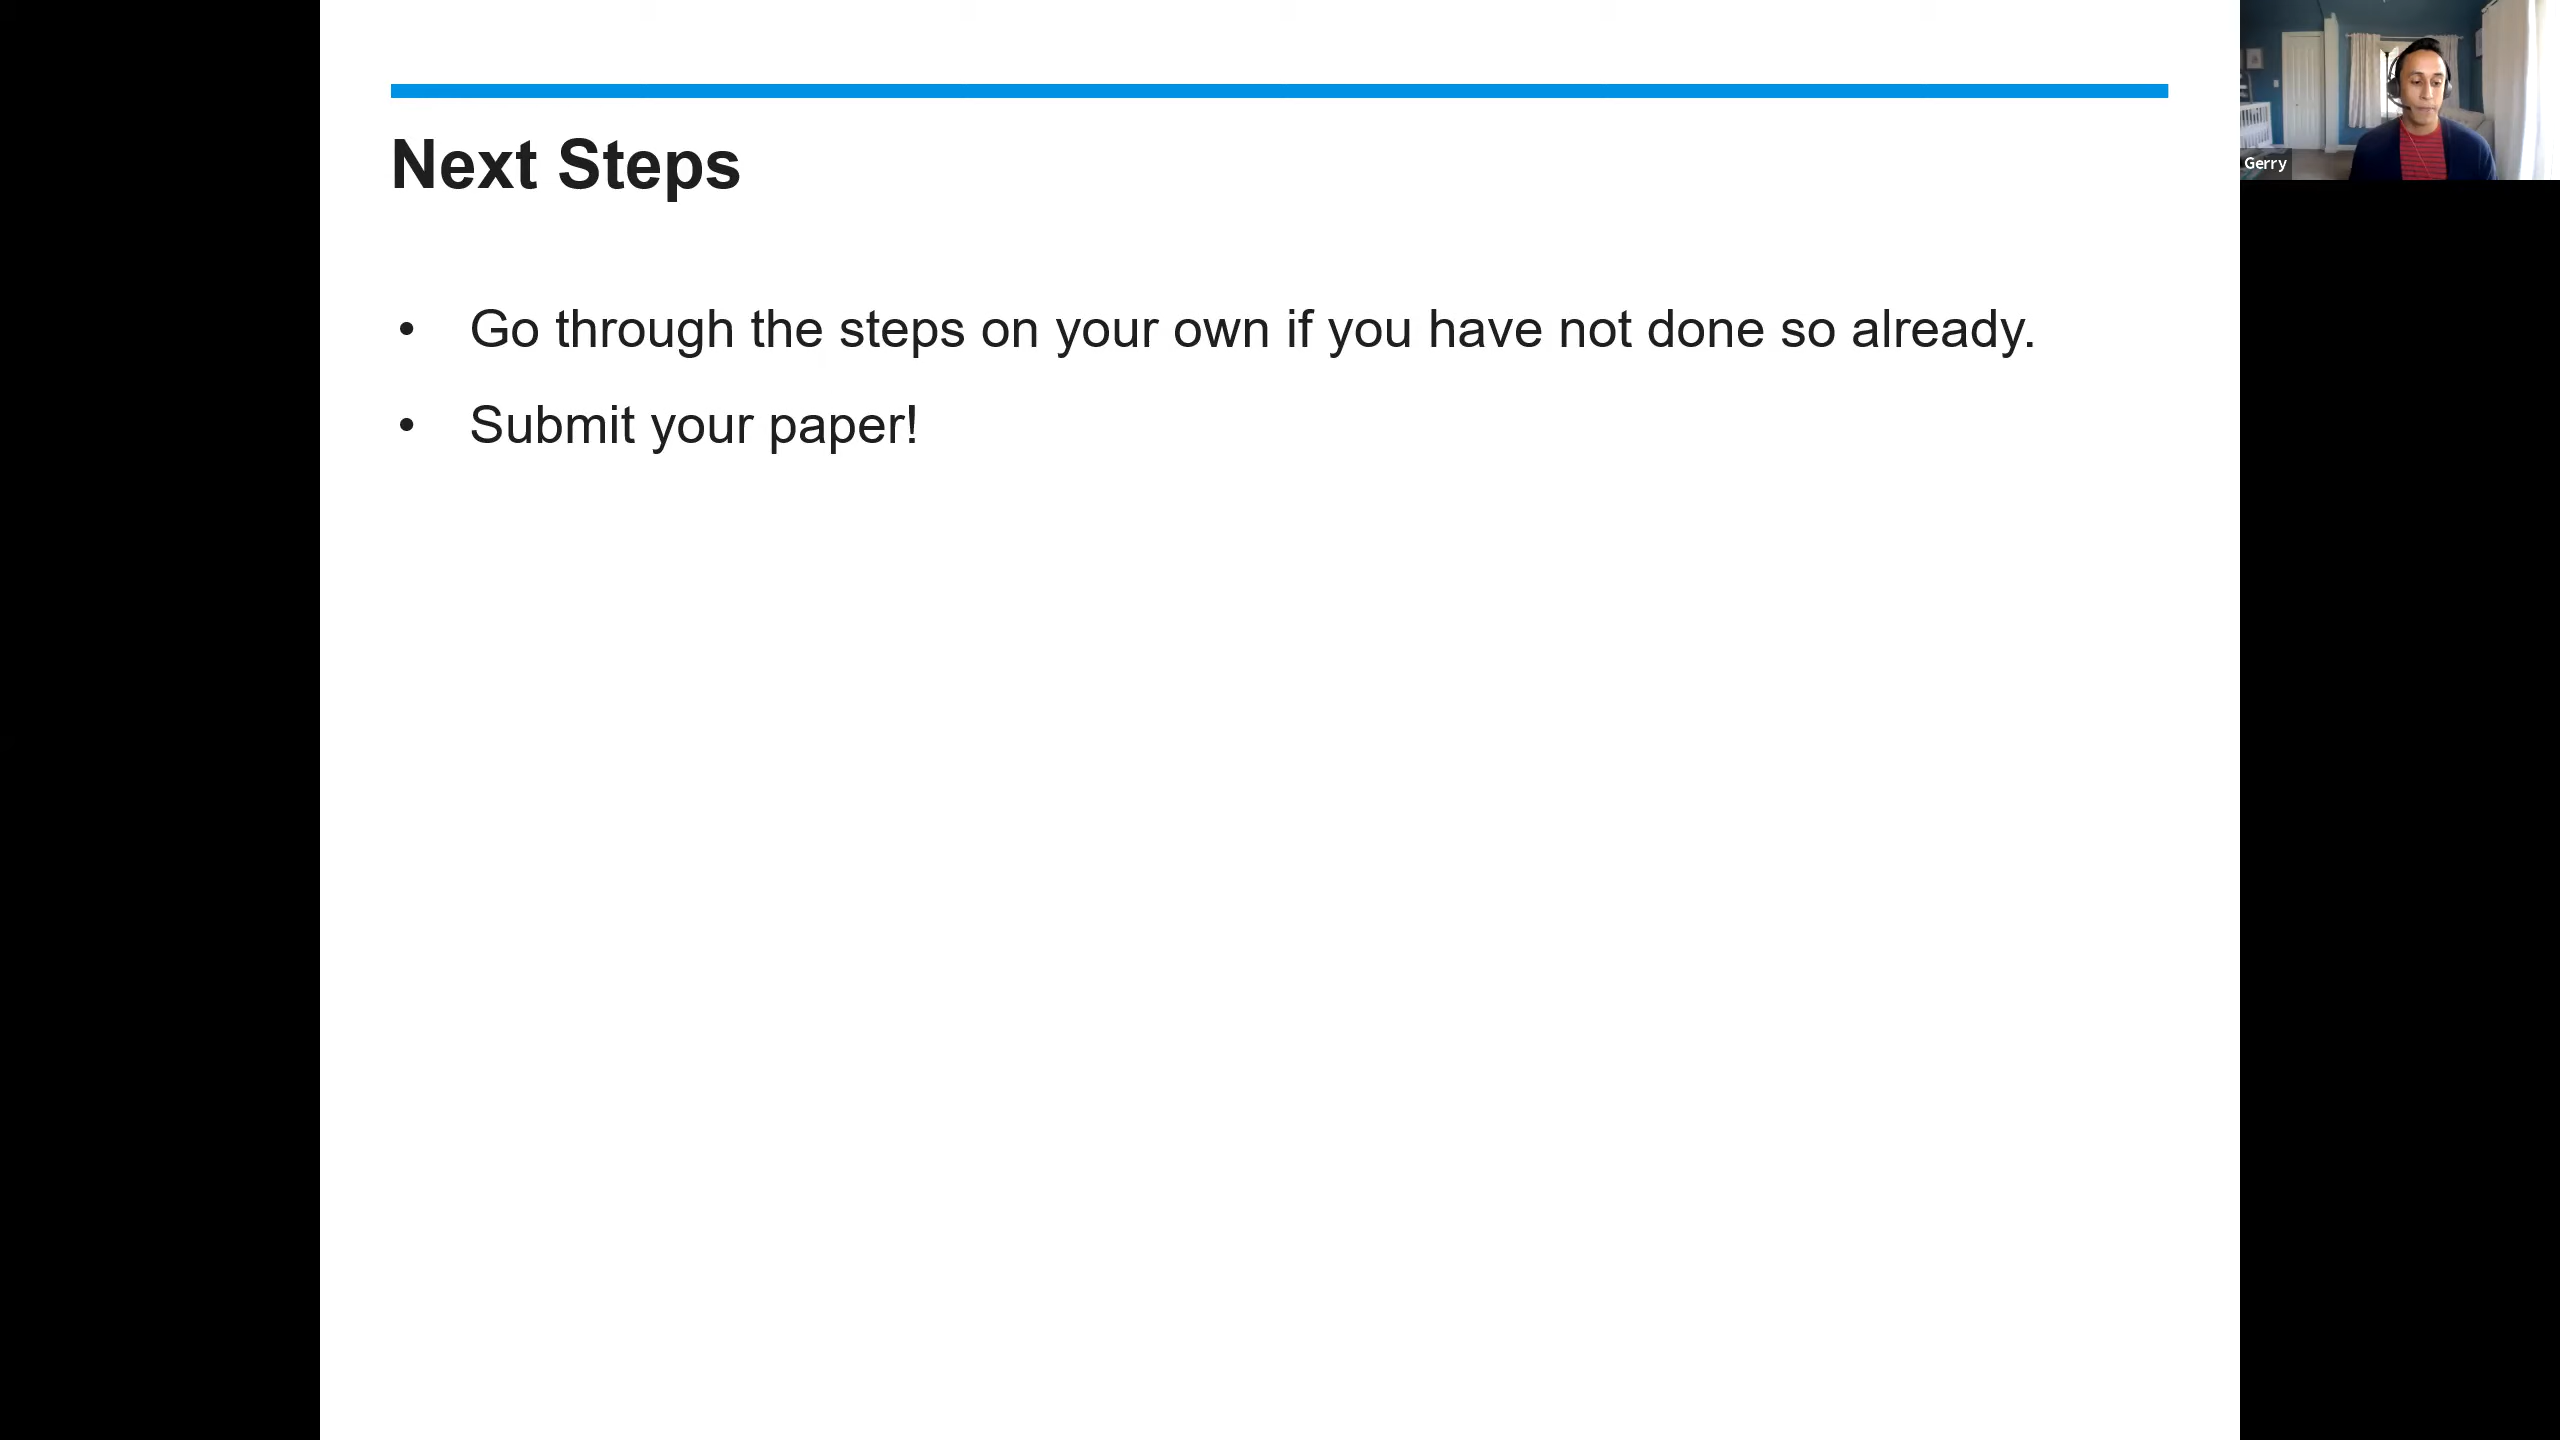 Next Steps
• Go through the steps on your own if you have not done so already.
• Submit your paper!
Gerry